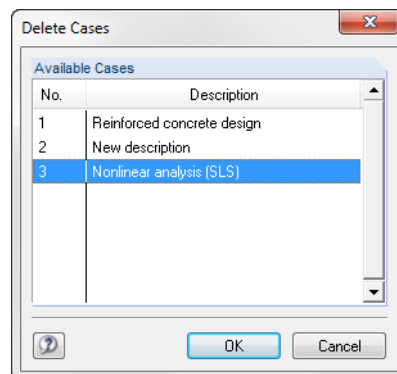 Delete Cases
Available Cases
No. Description
1 Reinforced concrete design
2 New description
3 Nonlinear analysis (SLS)
OK Cancel